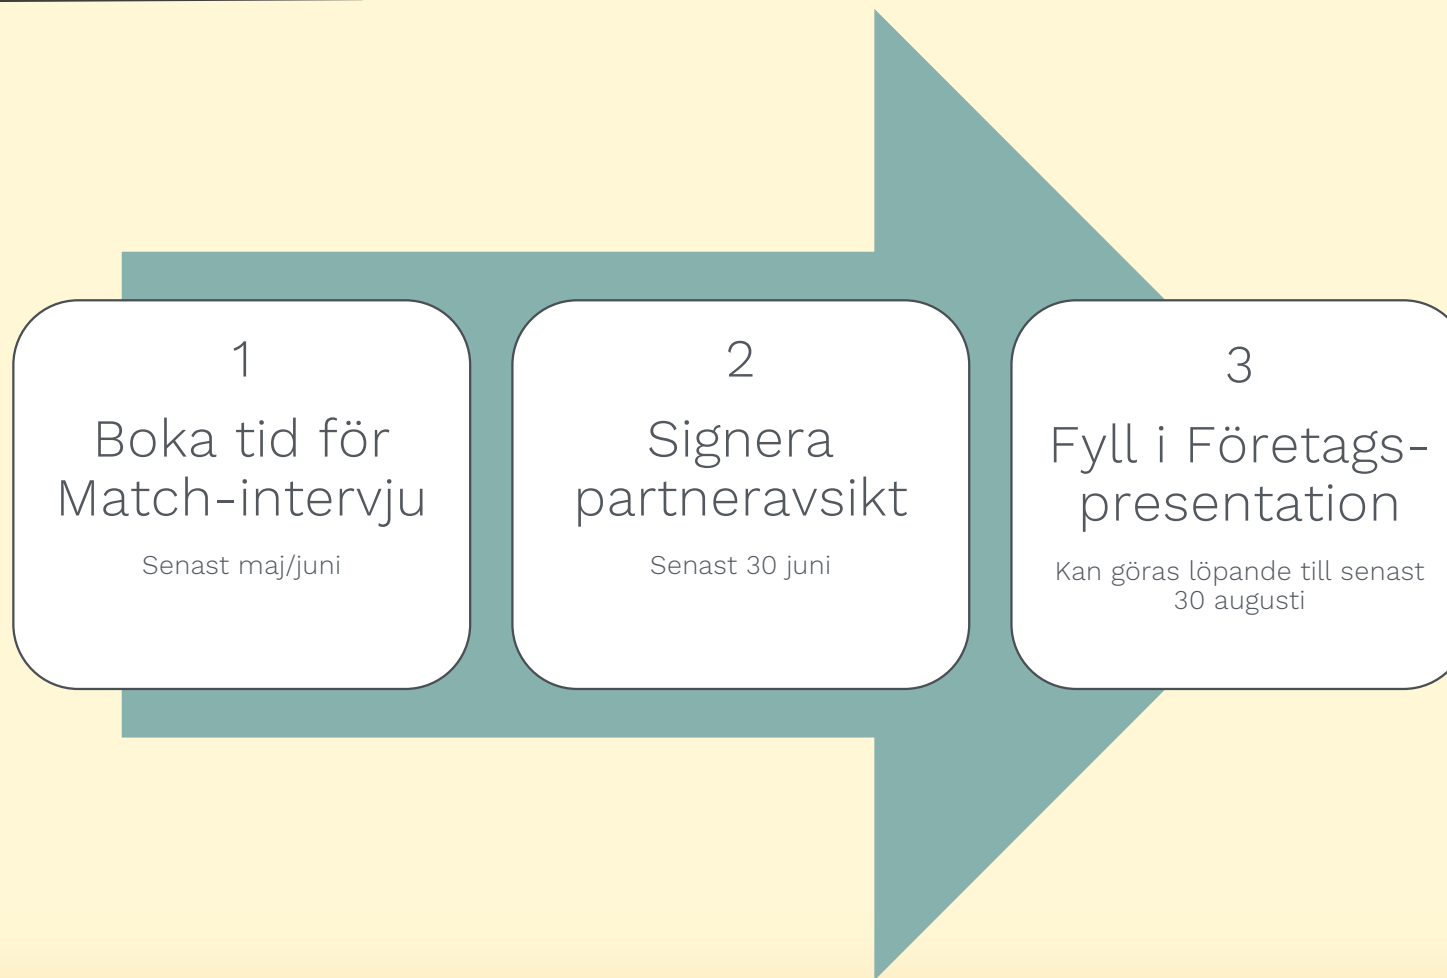 1
Boka tid för
Match-intervju
Senast maj/juni
2
Signera
partneravsikt
Senast 30 juni
3
Fyll i Företags-
presentation
Kan göras löpande till senast
30 augusti